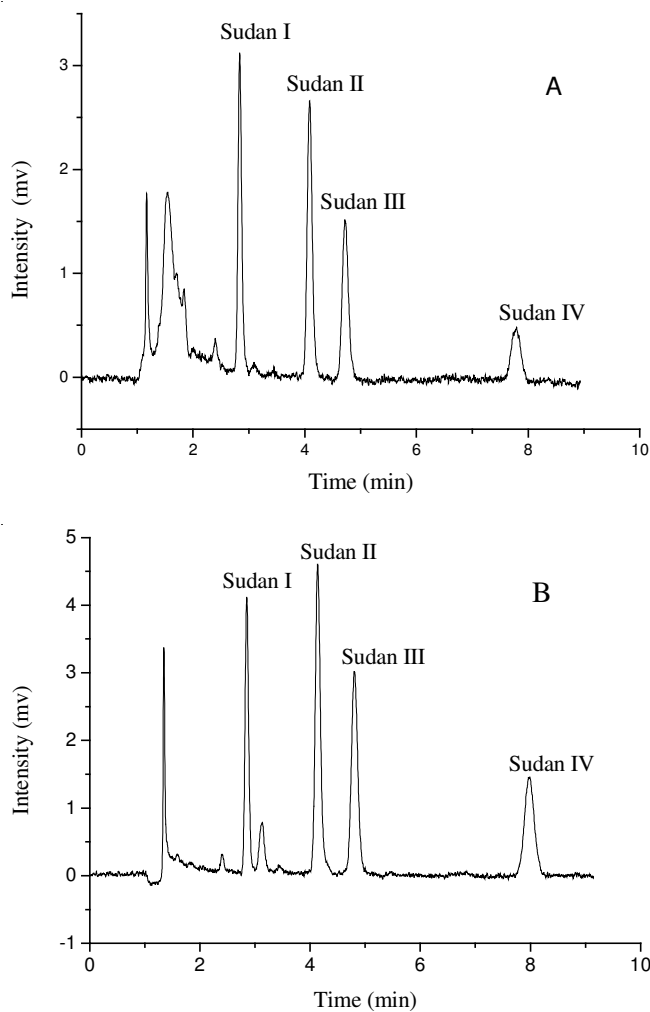 Sudan I
Sudan II
A
Sudan III
Sudan IV
3
2
1
0
Intensity (mv)
0 2 4 6 8 10
Time (min)
5
4
3
2
1
0
-1
Sudan II
Sudan I
B
Sudan III
Sudan IV
Intensity (mv)
0 2 4 6 8 10
Time (min)